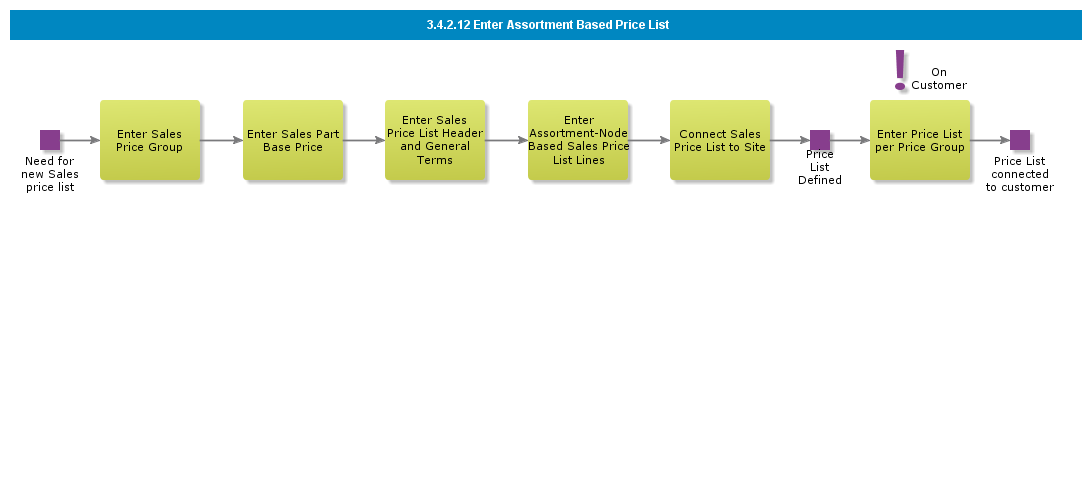 3.4.2.12 Enter Assortment Based Price List
On
Customer
Need for
new Sales
price list
Enter Sales
Price Group
Enter Sales Part
Base Price
Enter Sales
Price List Header
and General
Terms
Enter
Assortment-Node
Based Sales Price
List Lines
Connect Sales
Price List to Site
Price
List
Defined
Enter Price List
per Price Group
Price List
connected
to customer